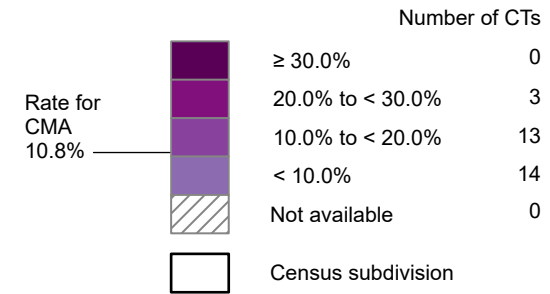 Number of CTs
≥ 30.0% 0
20.0% to < 30.0% 3
Rate for
CMA
10.8%
10.0% to < 20.0% 13
< 10.0% 14
Not available 0
Census subdivision